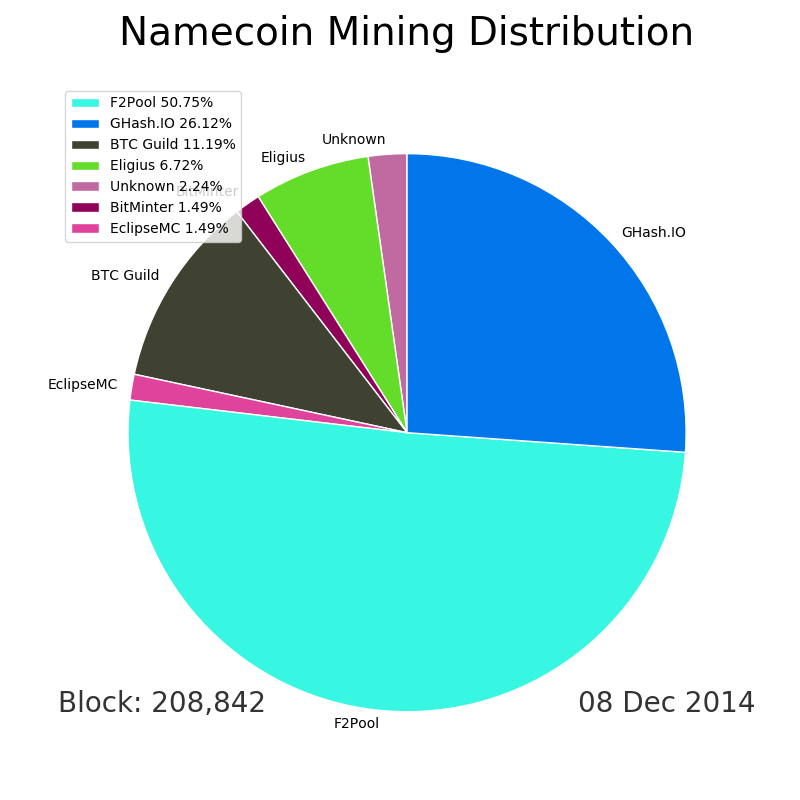 Namecoin Mining Distribution
F2Pool 50.75%
GHash.IO 26.12%
BTC Guild 11.19%
Eligius 6.72%
Unknown 2.24%
BitMinter 1.49%
EclipseMC 1.49%
Unknown
Eligius
BitMinter
GHash.IO
BTC Guild
EclipseMC
F2Pool
Block: 208,842
08 Dec 2014